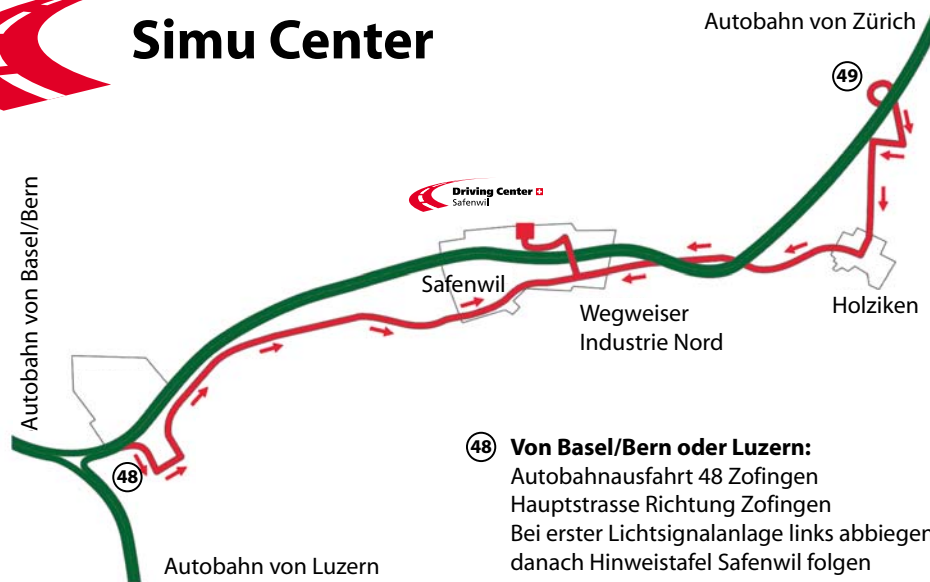 Simu Center
Autobahn von Zürich
49
Autobahn von Basel/Bern
Driving Center
Safenwil
Safenwil
Wegweiser
Industrie Nord
Holziken
48
Autobahn von Luzern
48 Von Basel/Bern oder Luzern:
Autobahnausfahrt 48 Zofingen
Hauptstrasse Richtung Zofingen
Bei erster Lichtsignalanlage links abbiegen
danach Hinweistafel Safenwil folgen